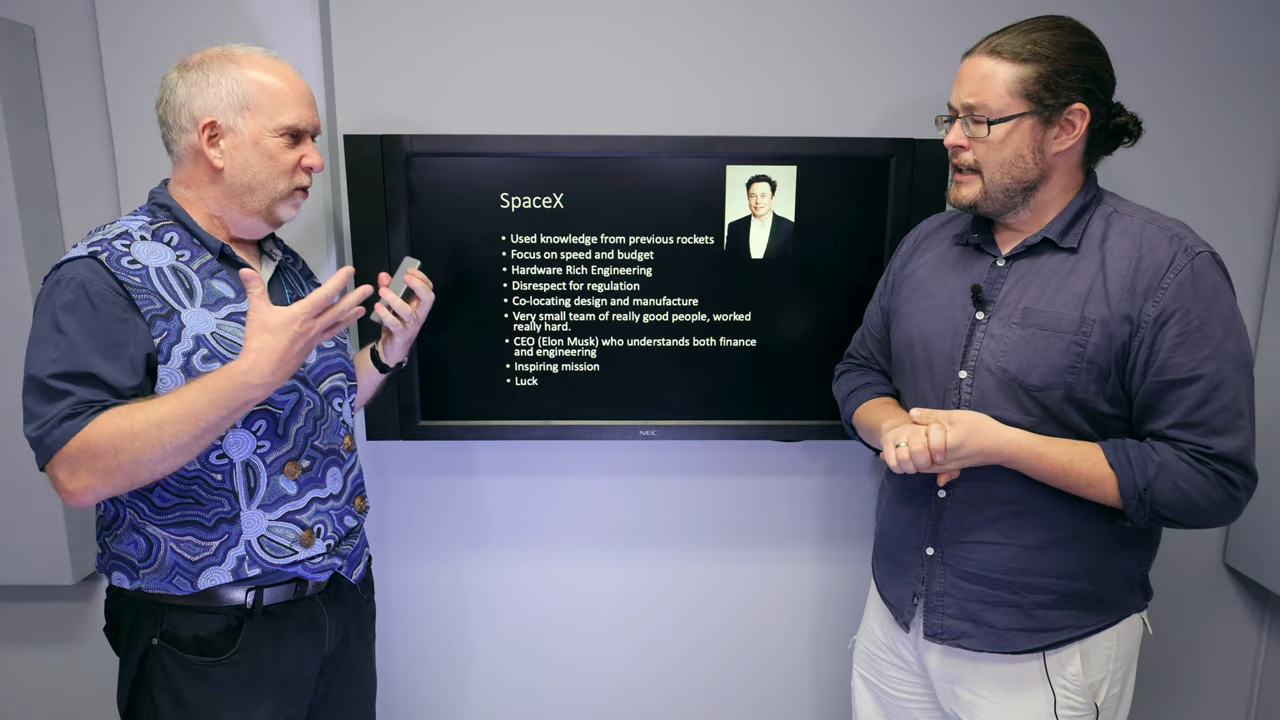 SpaceX
• Used knowledge from previous rockets
• Focus on speed and budget
• Hardware Rich Engineering
• Disrespect for regulation
• Co-locating design and manufacture
• Very small team of really good people, worked
really hard.
• CEO (Elon Musk) who understands both finance
and engineering
• Inspiring mission
• Luck
NEC